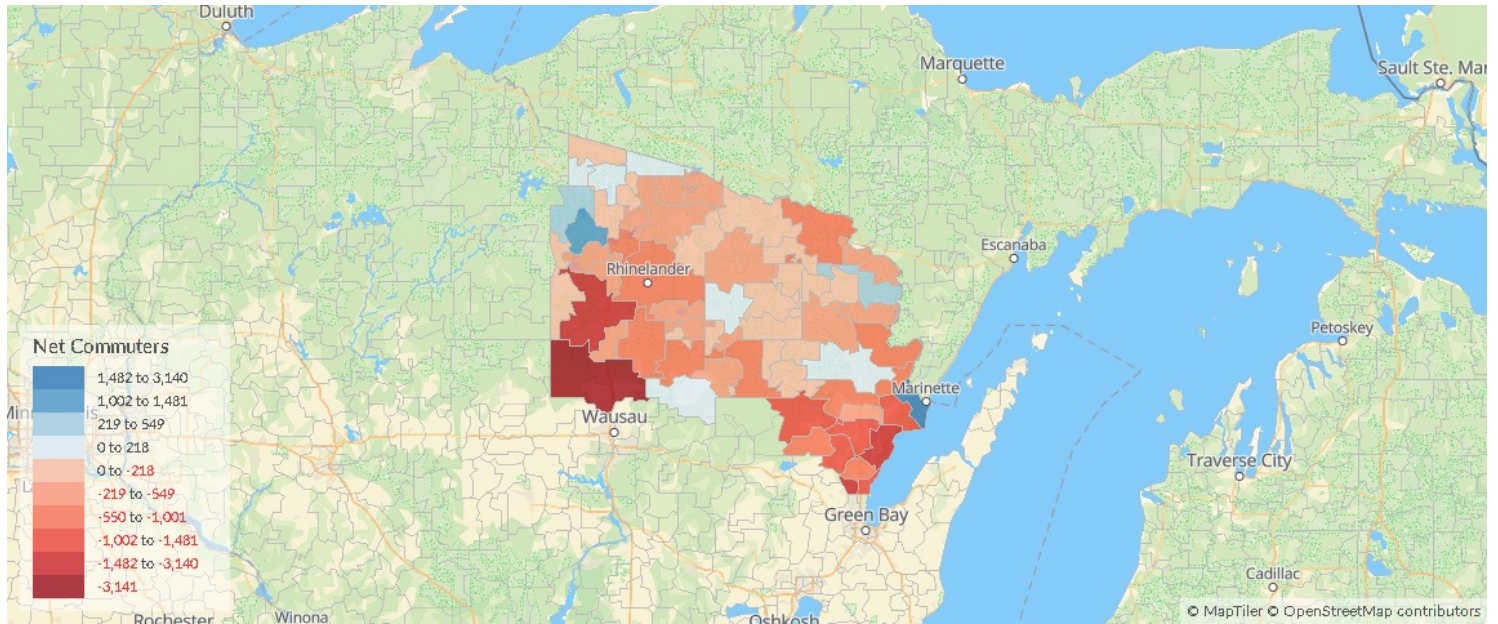 Duluth
Marquette
Sault Ste. Mar
Escanaba
Rhinelander
Petoskey
Net Commuters
1,482 to 3,140
1,002 to 1,481
219 to 549
0 to 218
0 to -218
-219 to -549
-550 to -1,001
-1,002 to -1,481
-1,482 to -3,140
-3,141
Marinette
Wausau
Traverse City
Green Bay
Cadillac
Rochester
Winona
Oshkosh
© MapTiler © OpenStreetMap contributors